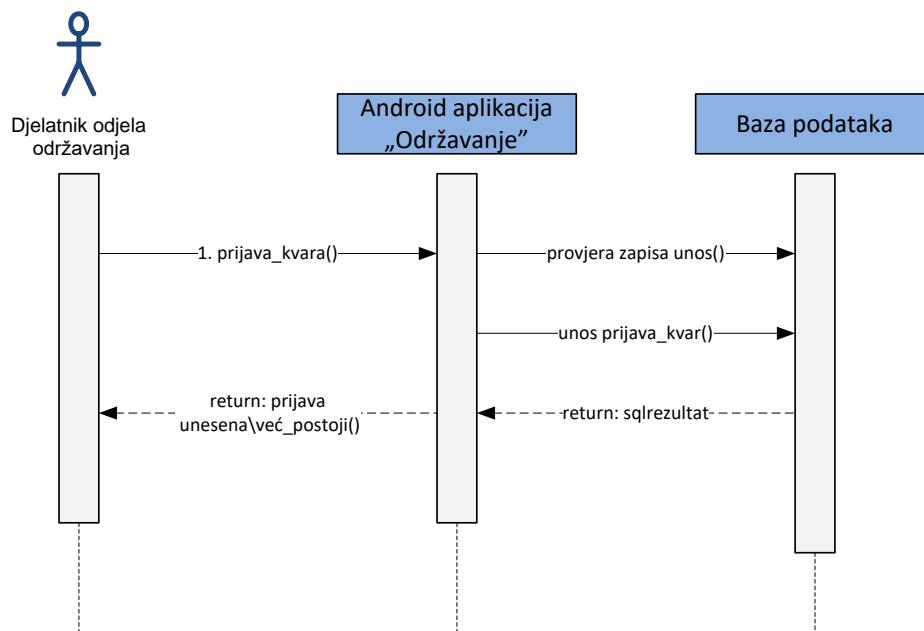 Djelatnik odjela
održavanja
Android aplikacija
„Održavanje”
Baza podataka
1. prijava_kvara()
provjera zapisa unos()
unos prijava_kvar()
return: prijava
unesena\već_postoji()
return: sqlrezultat